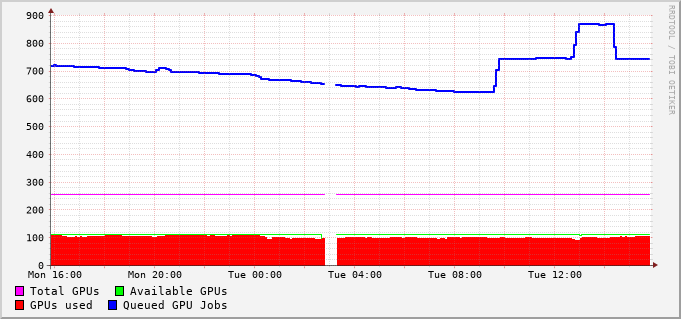 RRDTOOL / TOBI OETIKER
900
800
700
600
500
400
300
200
100
0
Mon 16:00 Mon 20:00 Tue 00:00 Tue 04:00 Tue 08:00 Tue 12:00
Total GPUs Available GPUs
GPUs used Queued GPU Jobs